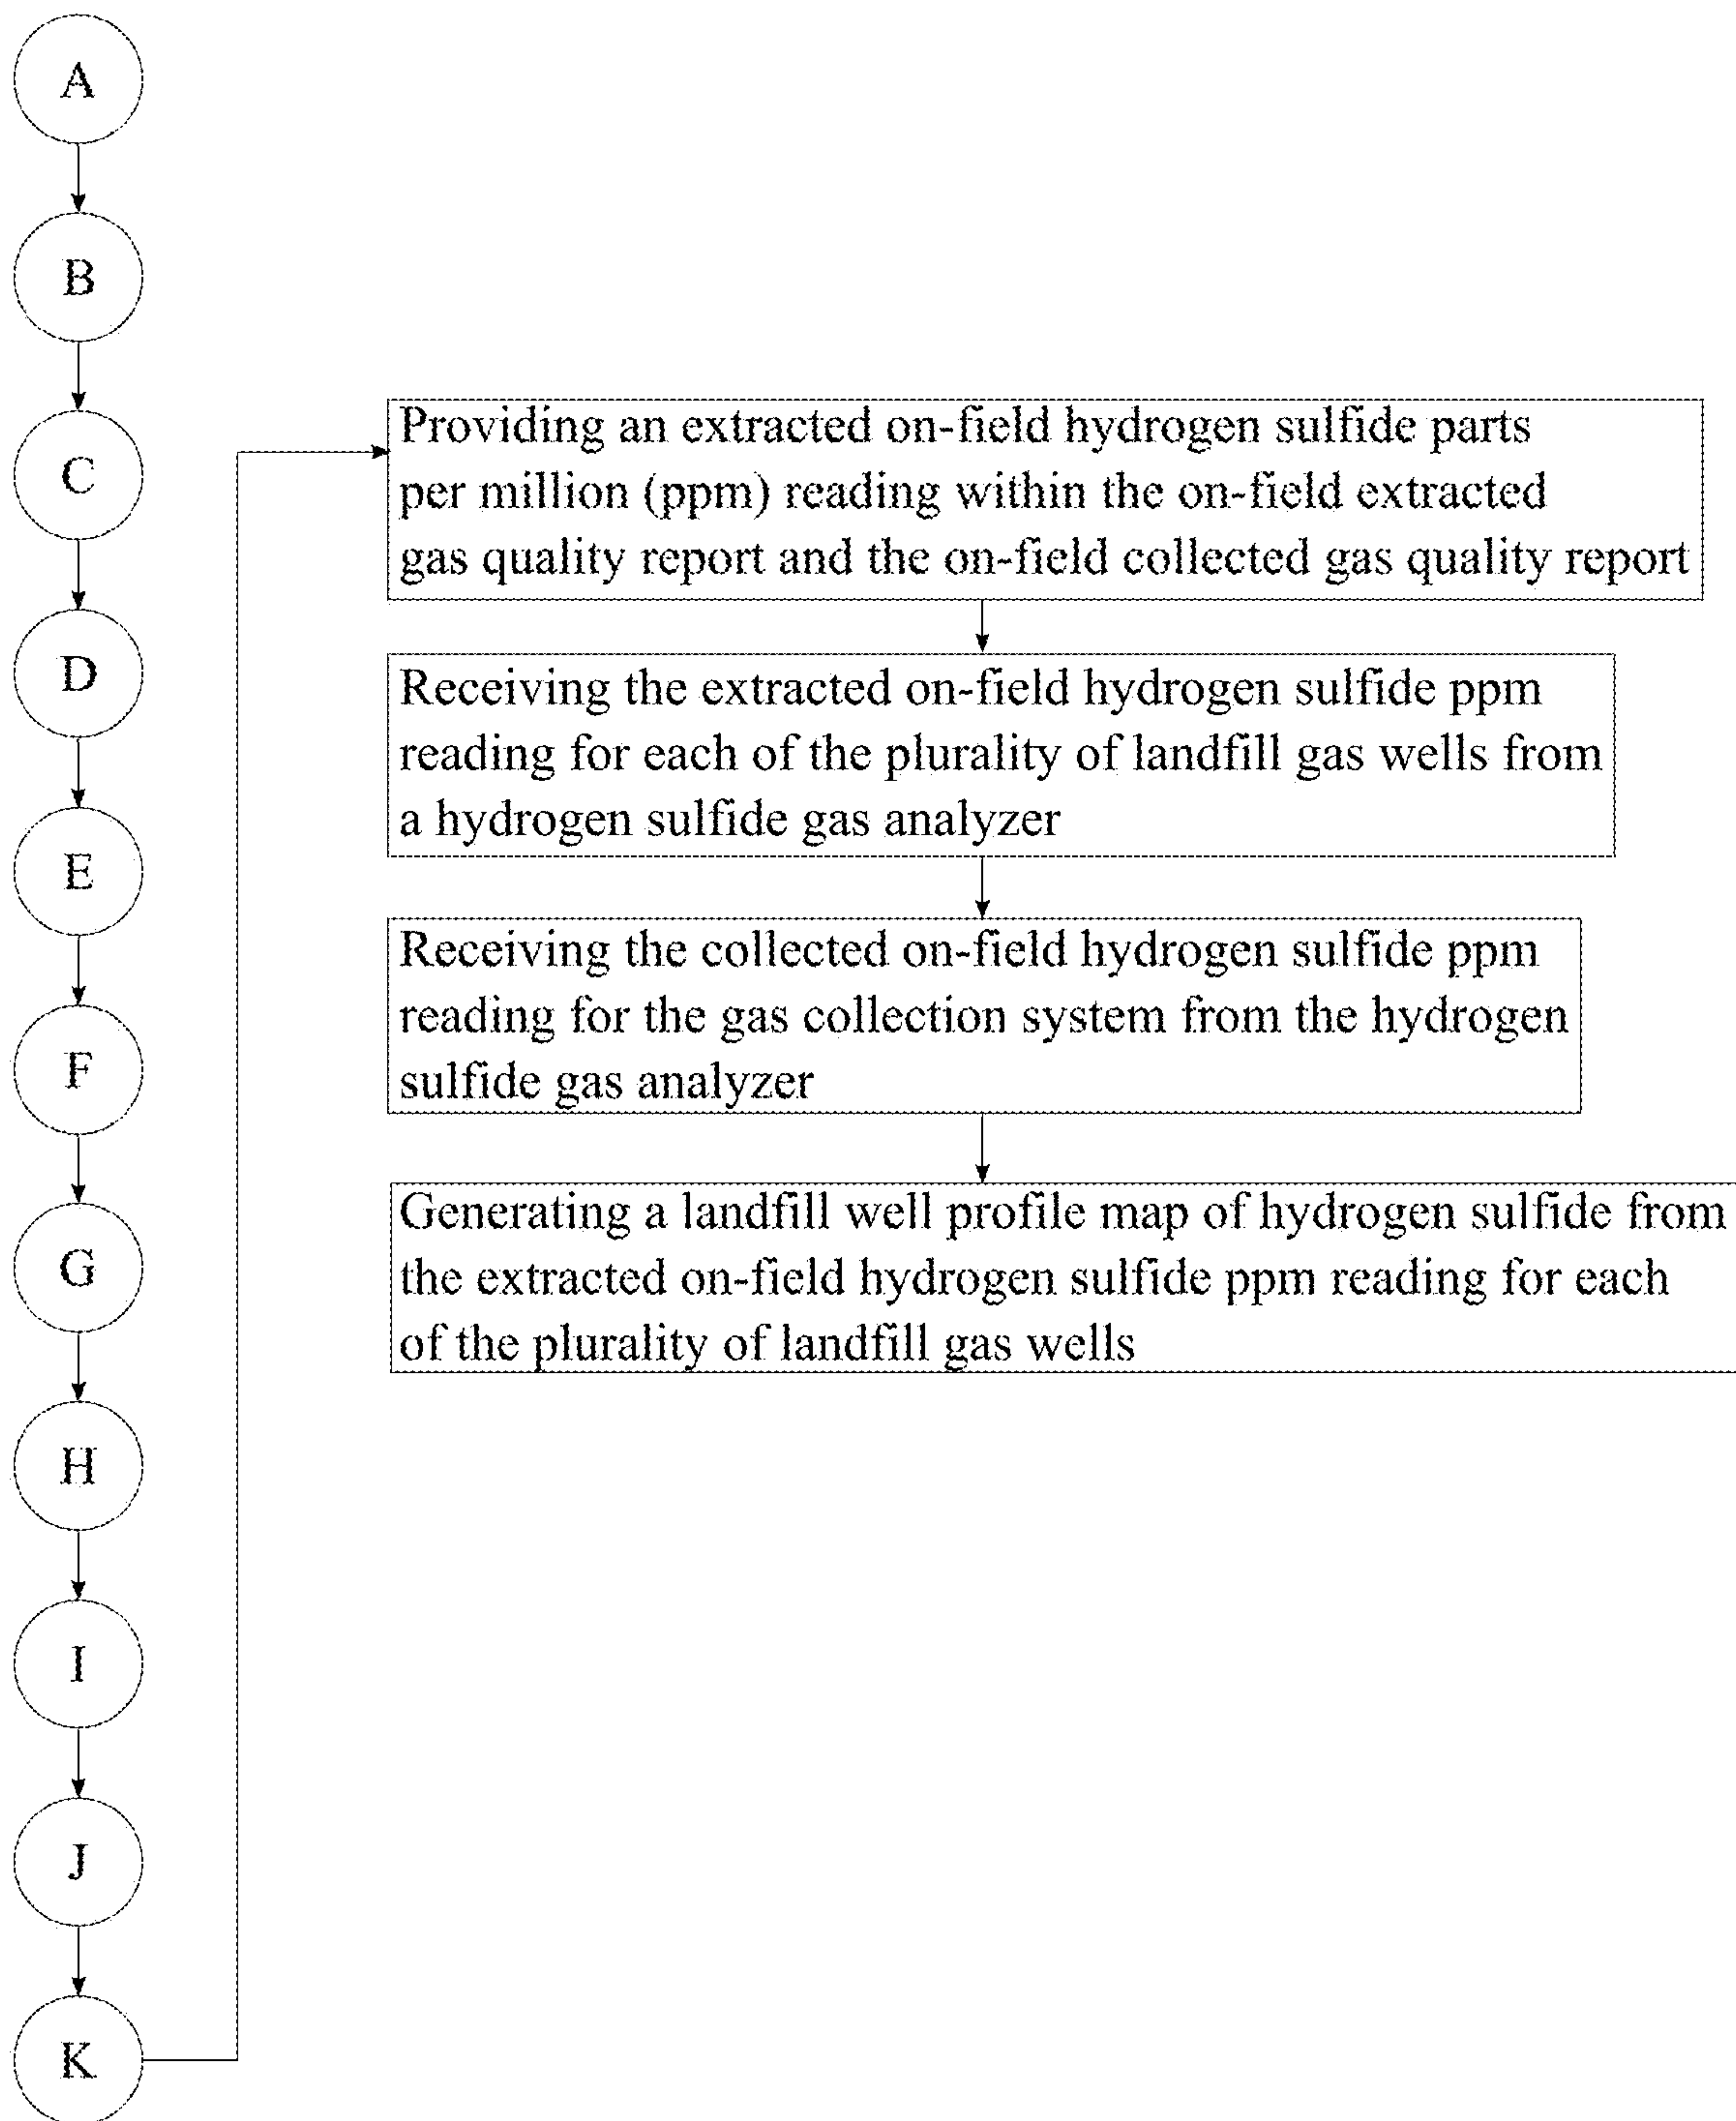 A
B
C
D
E
F
G
H
I
J
K
Providing an extracted on-field hydrogen sulfide parts
per million (ppm) reading within the on-field extracted
gas quality report and the on-field collected gas quality report
Receiving the extracted on-field hydrogen sulfide ppm
reading for each of the plurality of landfill gas wells from
a hydrogen sulfide gas analyzer
Receiving the collected on-field hydrogen sulfide ppm
reading for the gas collection system from the hydrogen
sulfide gas analyzer
Generating a landfill well profile map of hydrogen sulfide from
the extracted on-field hydrogen sulfide ppm reading for each
of the plurality of landfill gas wells